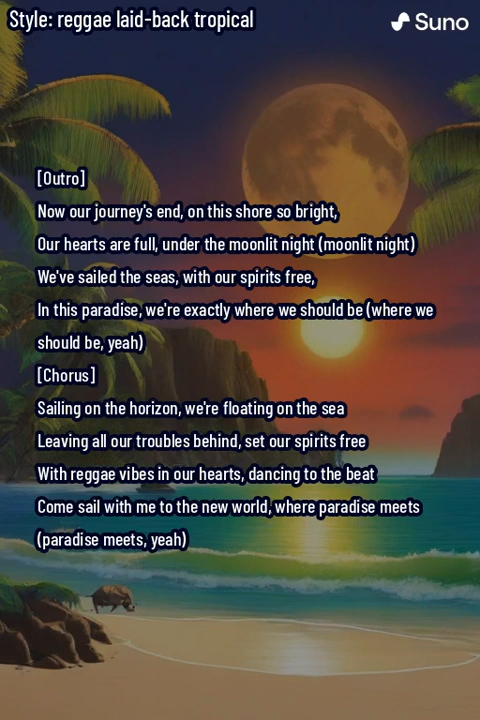 Style: reggae laid-back tropical
Suno
[Outro]
Now our journey's end, on this shore so bright,
Our hearts are full, under the moonlit night (moonlit night)
We've sailed the seas, with our spirits free,
In this paradise, we're exactly where we should be (where we
should be, yeah)
[Chorus]
Sailing on the horizon, we're floating on the sea
Leaving all our troubles behind, set our spirits free
With reggae vibes in our hearts, dancing to the beat
Come sail with me to the new world, where paradise meets
(paradise meets, yeah)